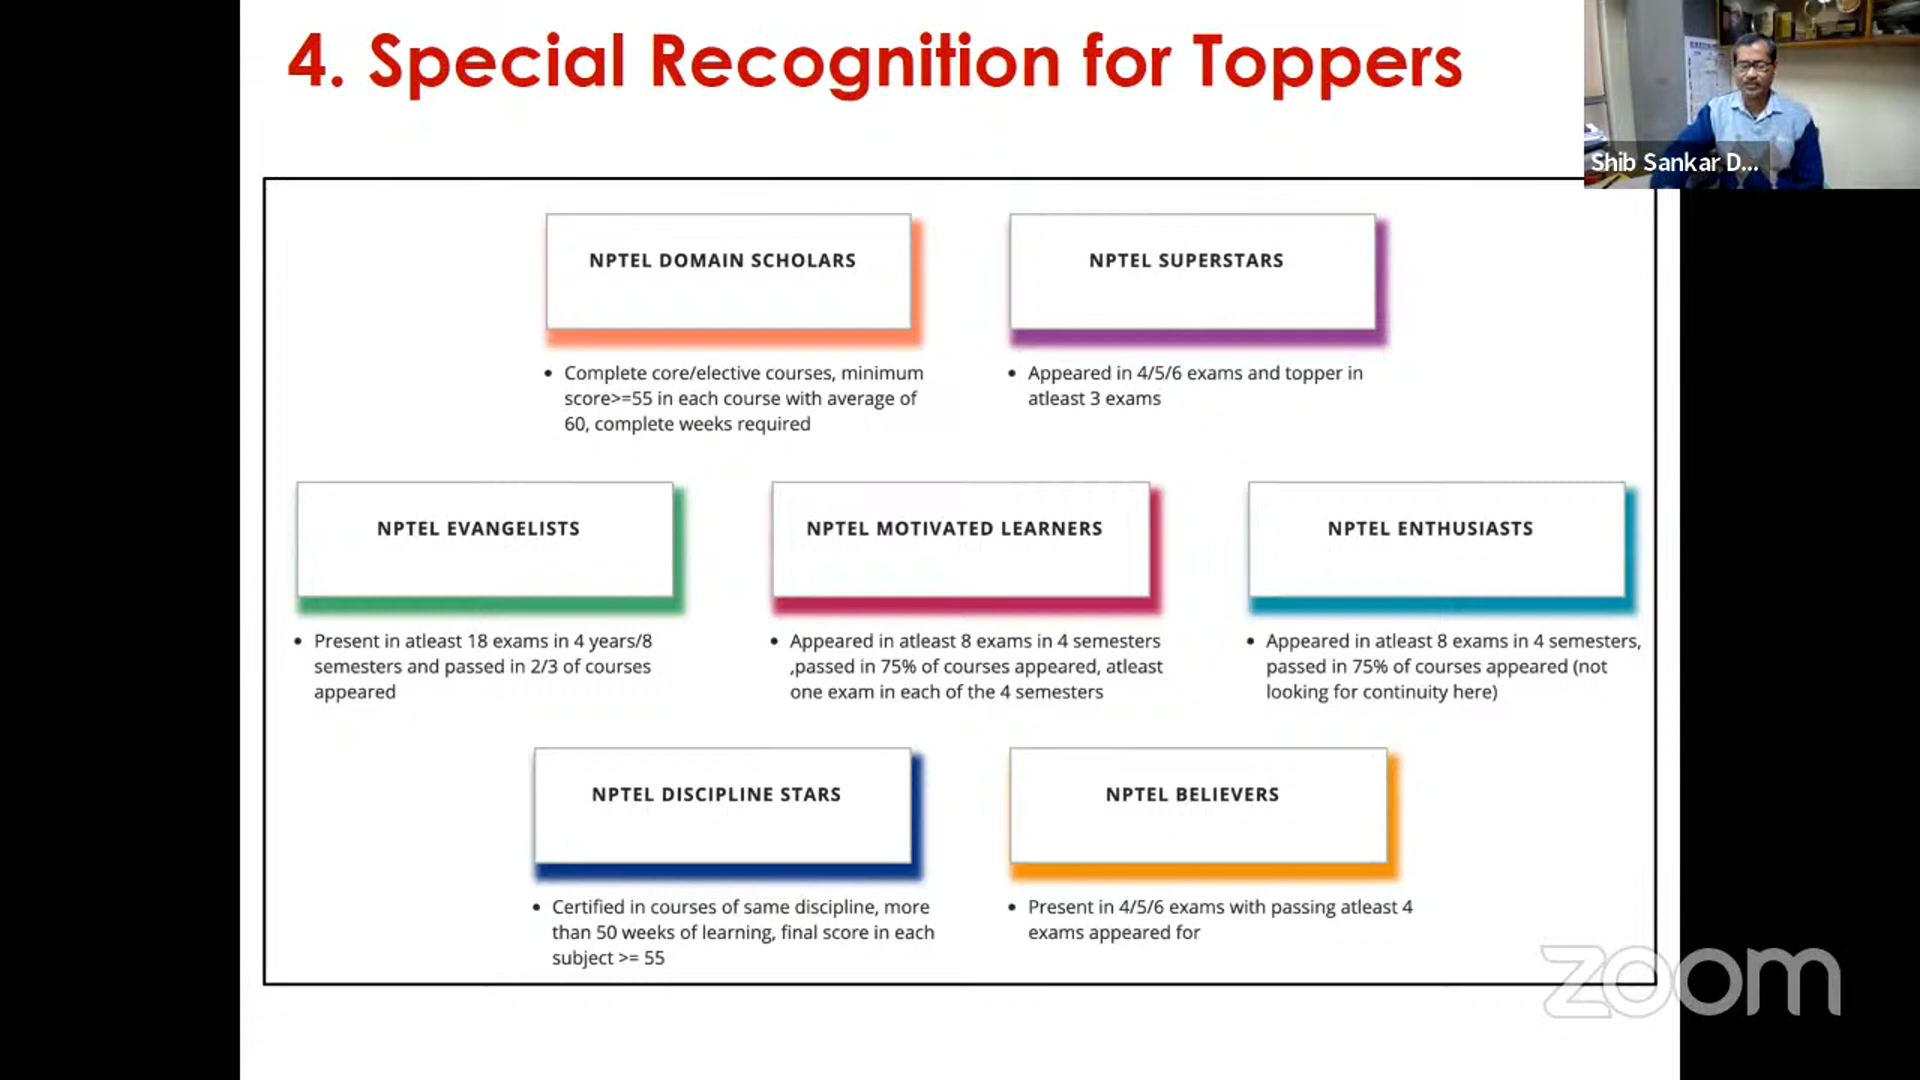 4. Special Recognition for Toppers
Shib Sankar D...
NPTEL DOMAIN SCHOLARS
NPTEL SUPERSTARS
• Complete core/elective courses, minimum
score>=55 in each course with average of
60, complete weeks required
• Appeared in 4/5/6 exams and topper in
atleast 3 exams
NPTEL EVANGELISTS
NPTEL MOTIVATED LEARNERS
NPTEL ENTHUSIASTS
• Present in atleast 18 exams in 4 years/8
semesters and passed in 2/3 of courses
appeared
• Appeared in atleast 8 exams in 4 semesters
,passed in 75% of courses appeared, atleast
one exam in each of the 4 semesters
• Appeared in atleast 8 exams in 4 semesters,
passed in 75% of courses appeared (not
looking for continuity here)
NPTEL DISCIPLINE STARS
NPTEL BELIEVERS
• Certified in courses of same discipline, more
than 50 weeks of learning, final score in each
subject >= 55
• Present in 4/5/6 exams with passing atleast 4
exams appeared for
zoom